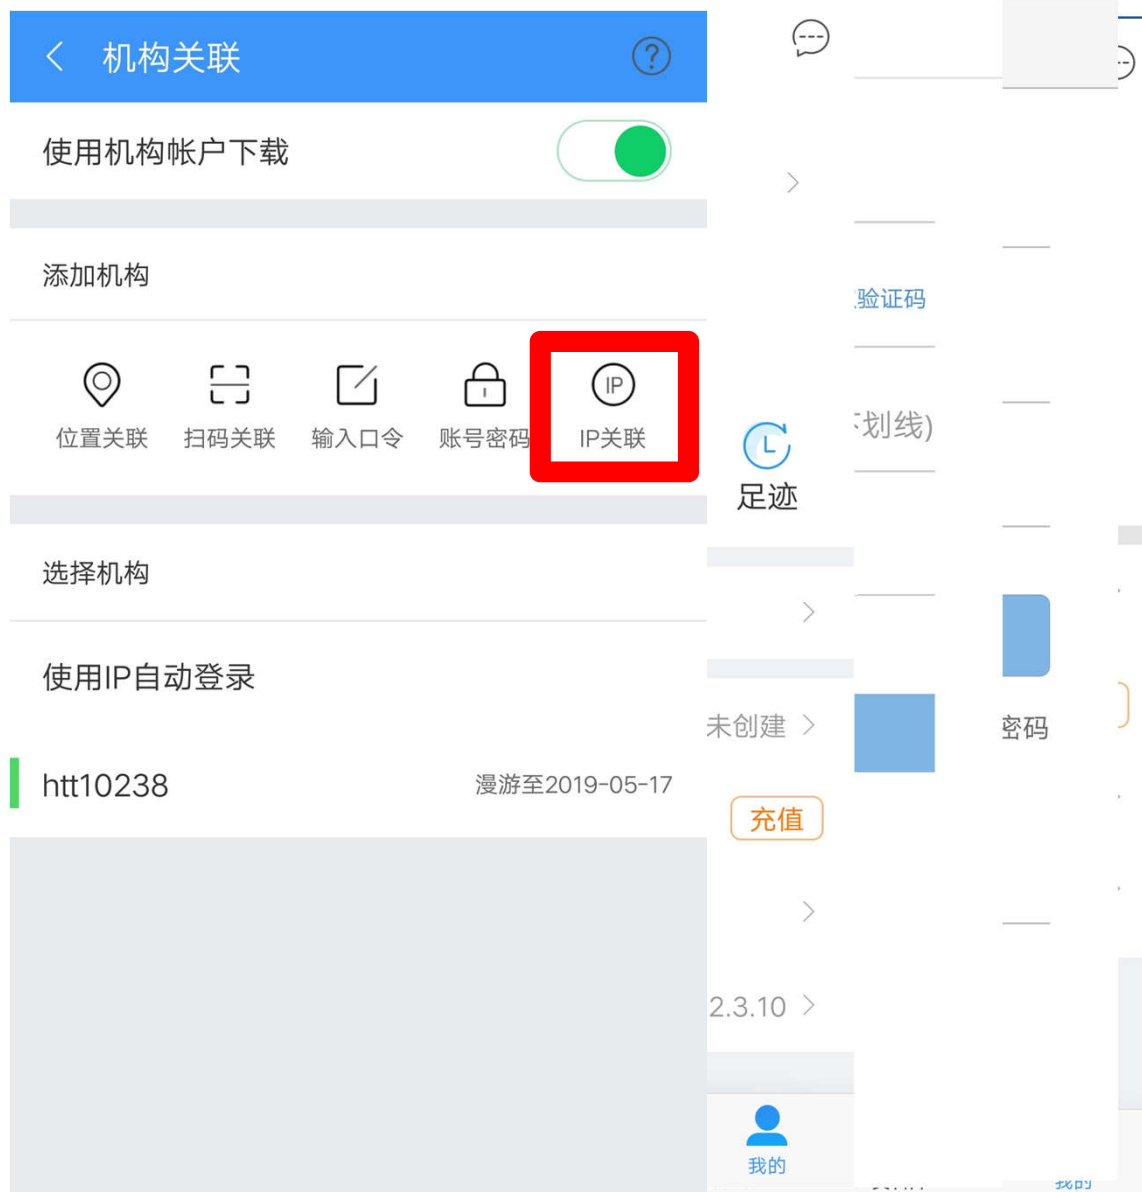 机构关联
使用机构帐户下载
添加机构
位置关联 扫码关联 输入口令 账号密码 IP IP关联
选择机构
使用IP自动登录
htt10238 漫游至2019-05-17
足迹
未创建
充值
2.3.10
我的
验证码
划线)
密码
我的